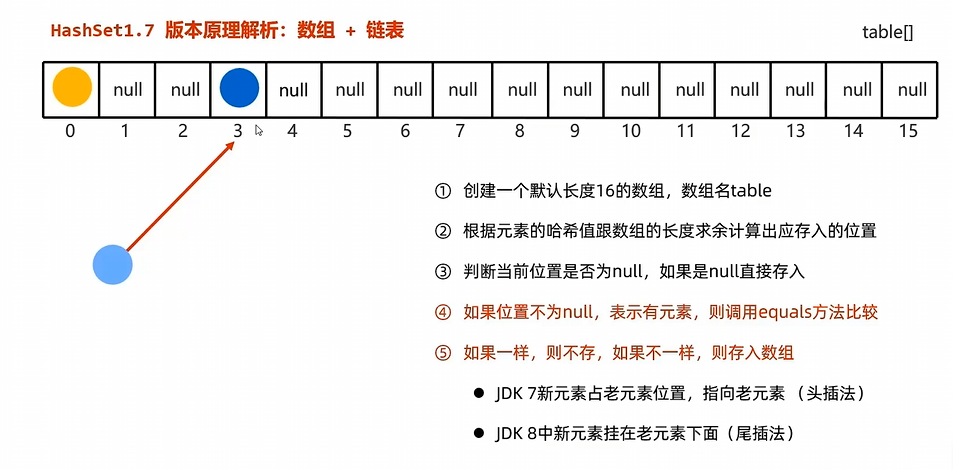 HashSet1.7 版本原理解析：数组 + 链表
table[]
null null null null null null null null null null null null null null
0 1 2 3 4 5 6 7 8 9 10 11 12 13 14 15
① 创建一个默认长度16的数组，数组名table
② 根据元素的哈希值跟数组的长度求余计算出应存入的位置
③ 判断当前位置是否为null，如果是null直接存入
④ 如果位置不为null，表示有元素，则调用equals方法比较
⑤ 如果一样，则不存，如果不一样，则存入数组
● JDK 7新元素占老元素位置，指向老元素 （头插法）
● JDK 8中新元素挂在老元素下面（尾插法）